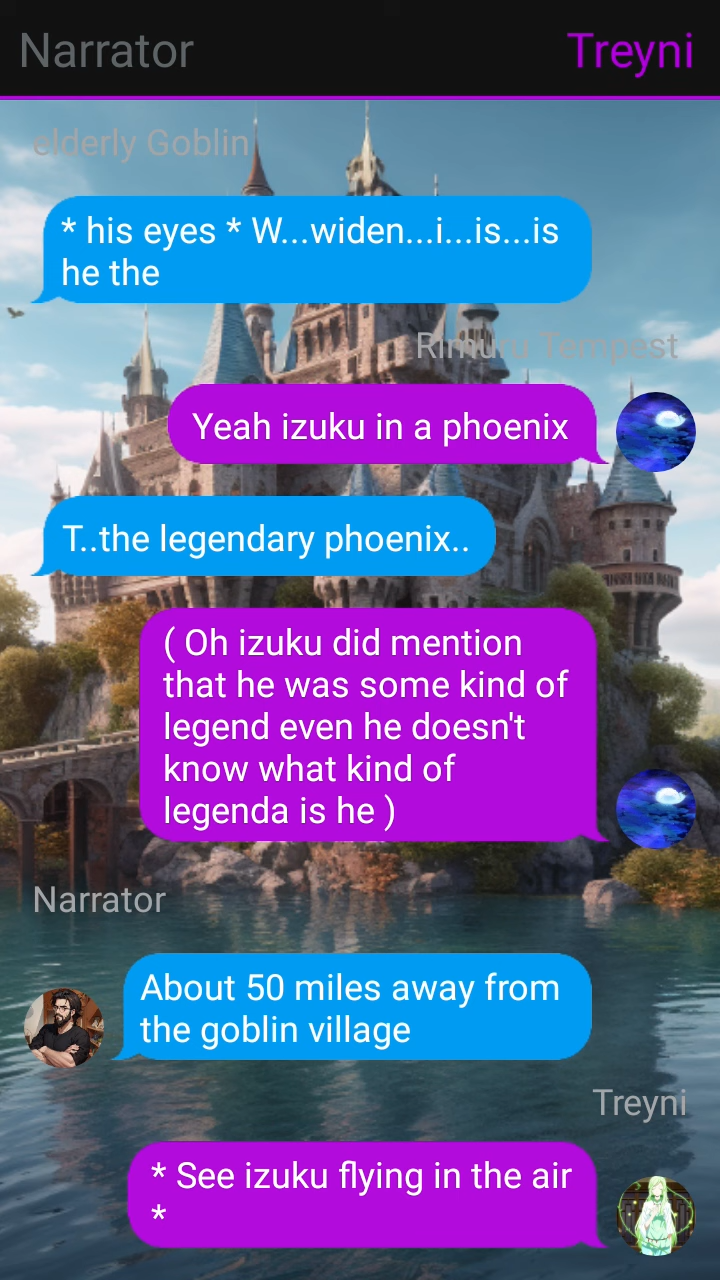 Narrator
Treyni
elderly Goblin
* his eyes * W...widen...i...is...is
he the
Rimuru Tempest
Yeah izuku in a phoenix
T..the legendary phoenix..
( Oh izuku did mention
that he was some kind of
legend even he doesn't
know what kind of
legenda is he )
Narrator
About 50 miles away from
the goblin village
Treyni
* See izuku flying in the air
*